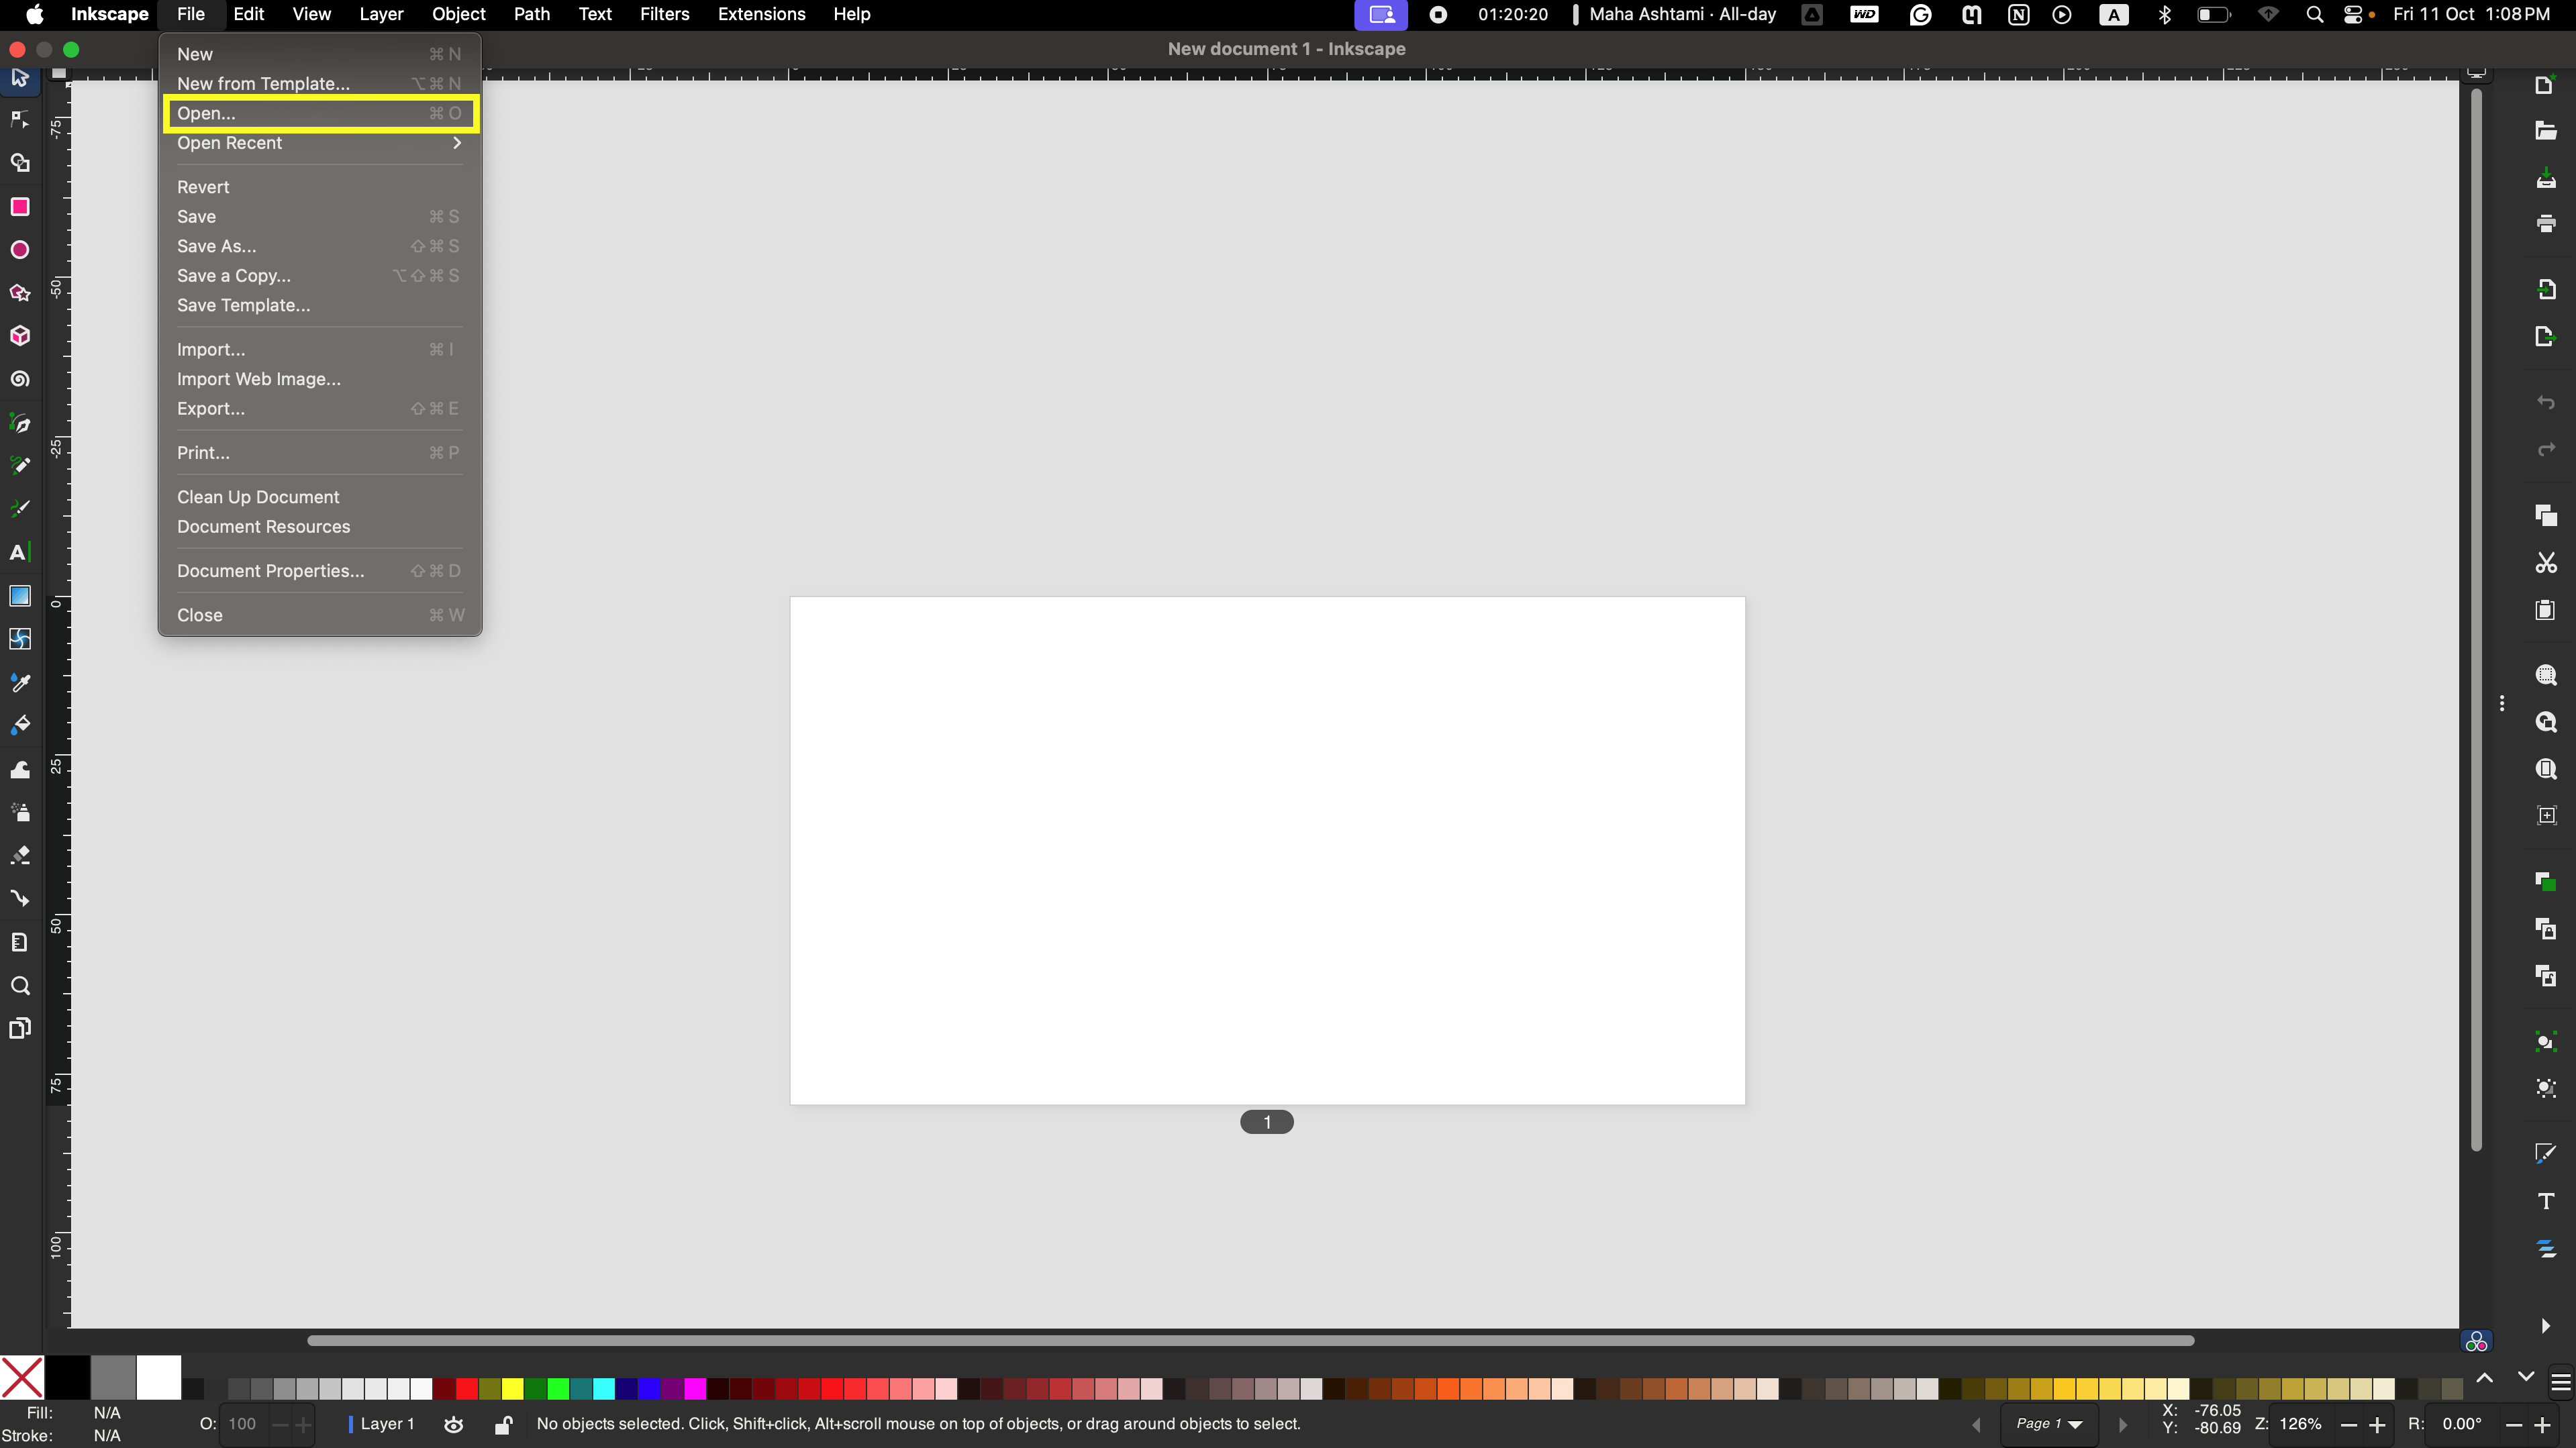 Inkscape File Edit View Layer Object Path Text Filters Extensions Help 01:20:20 Maha Ashtami · All-day WD A Fri 11 Oct 1:08 PM
New document 1 - Inkscape
New ⌘ N
New from Template... ⌥ ⌘ N
Open... ⌘ O
Open Recent
Revert
Save ⌘ S
Save As... ⇧ ⌘ S
Save a Copy... ⌥ ⇧ ⌘ S
Save Template...
Import... ⌘ I
Import Web Image...
Export... ⇧ ⌘ E
Print... ⌘ P
Clean Up Document
Document Resources
Document Properties... ⇧ ⌘ D
Close ⌘ W
-75
-50
-25
0
25
50
75
100
1
Fill: N/A
Stroke: N/A
O: 100
Layer 1
No objects selected. Click, Shift+click, Alt+scroll mouse on top of objects, or drag around objects to select.
Page 1
X: -76.05
Y: -80.69
Z: 126%
R: 0.00°